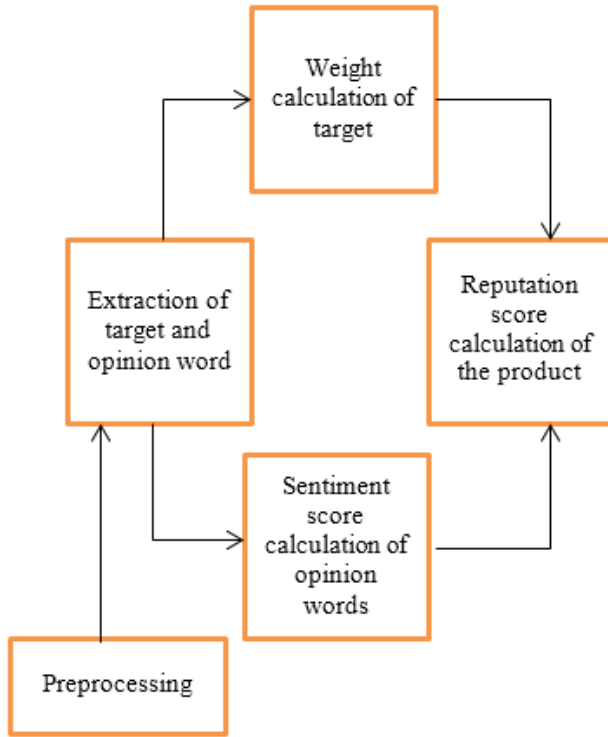 Weight
calculation of
target
Extraction of
target and
opinion word
Reputation
score
calculation of
the product
Sentiment
score
calculation of
opinion
words
Preprocessing